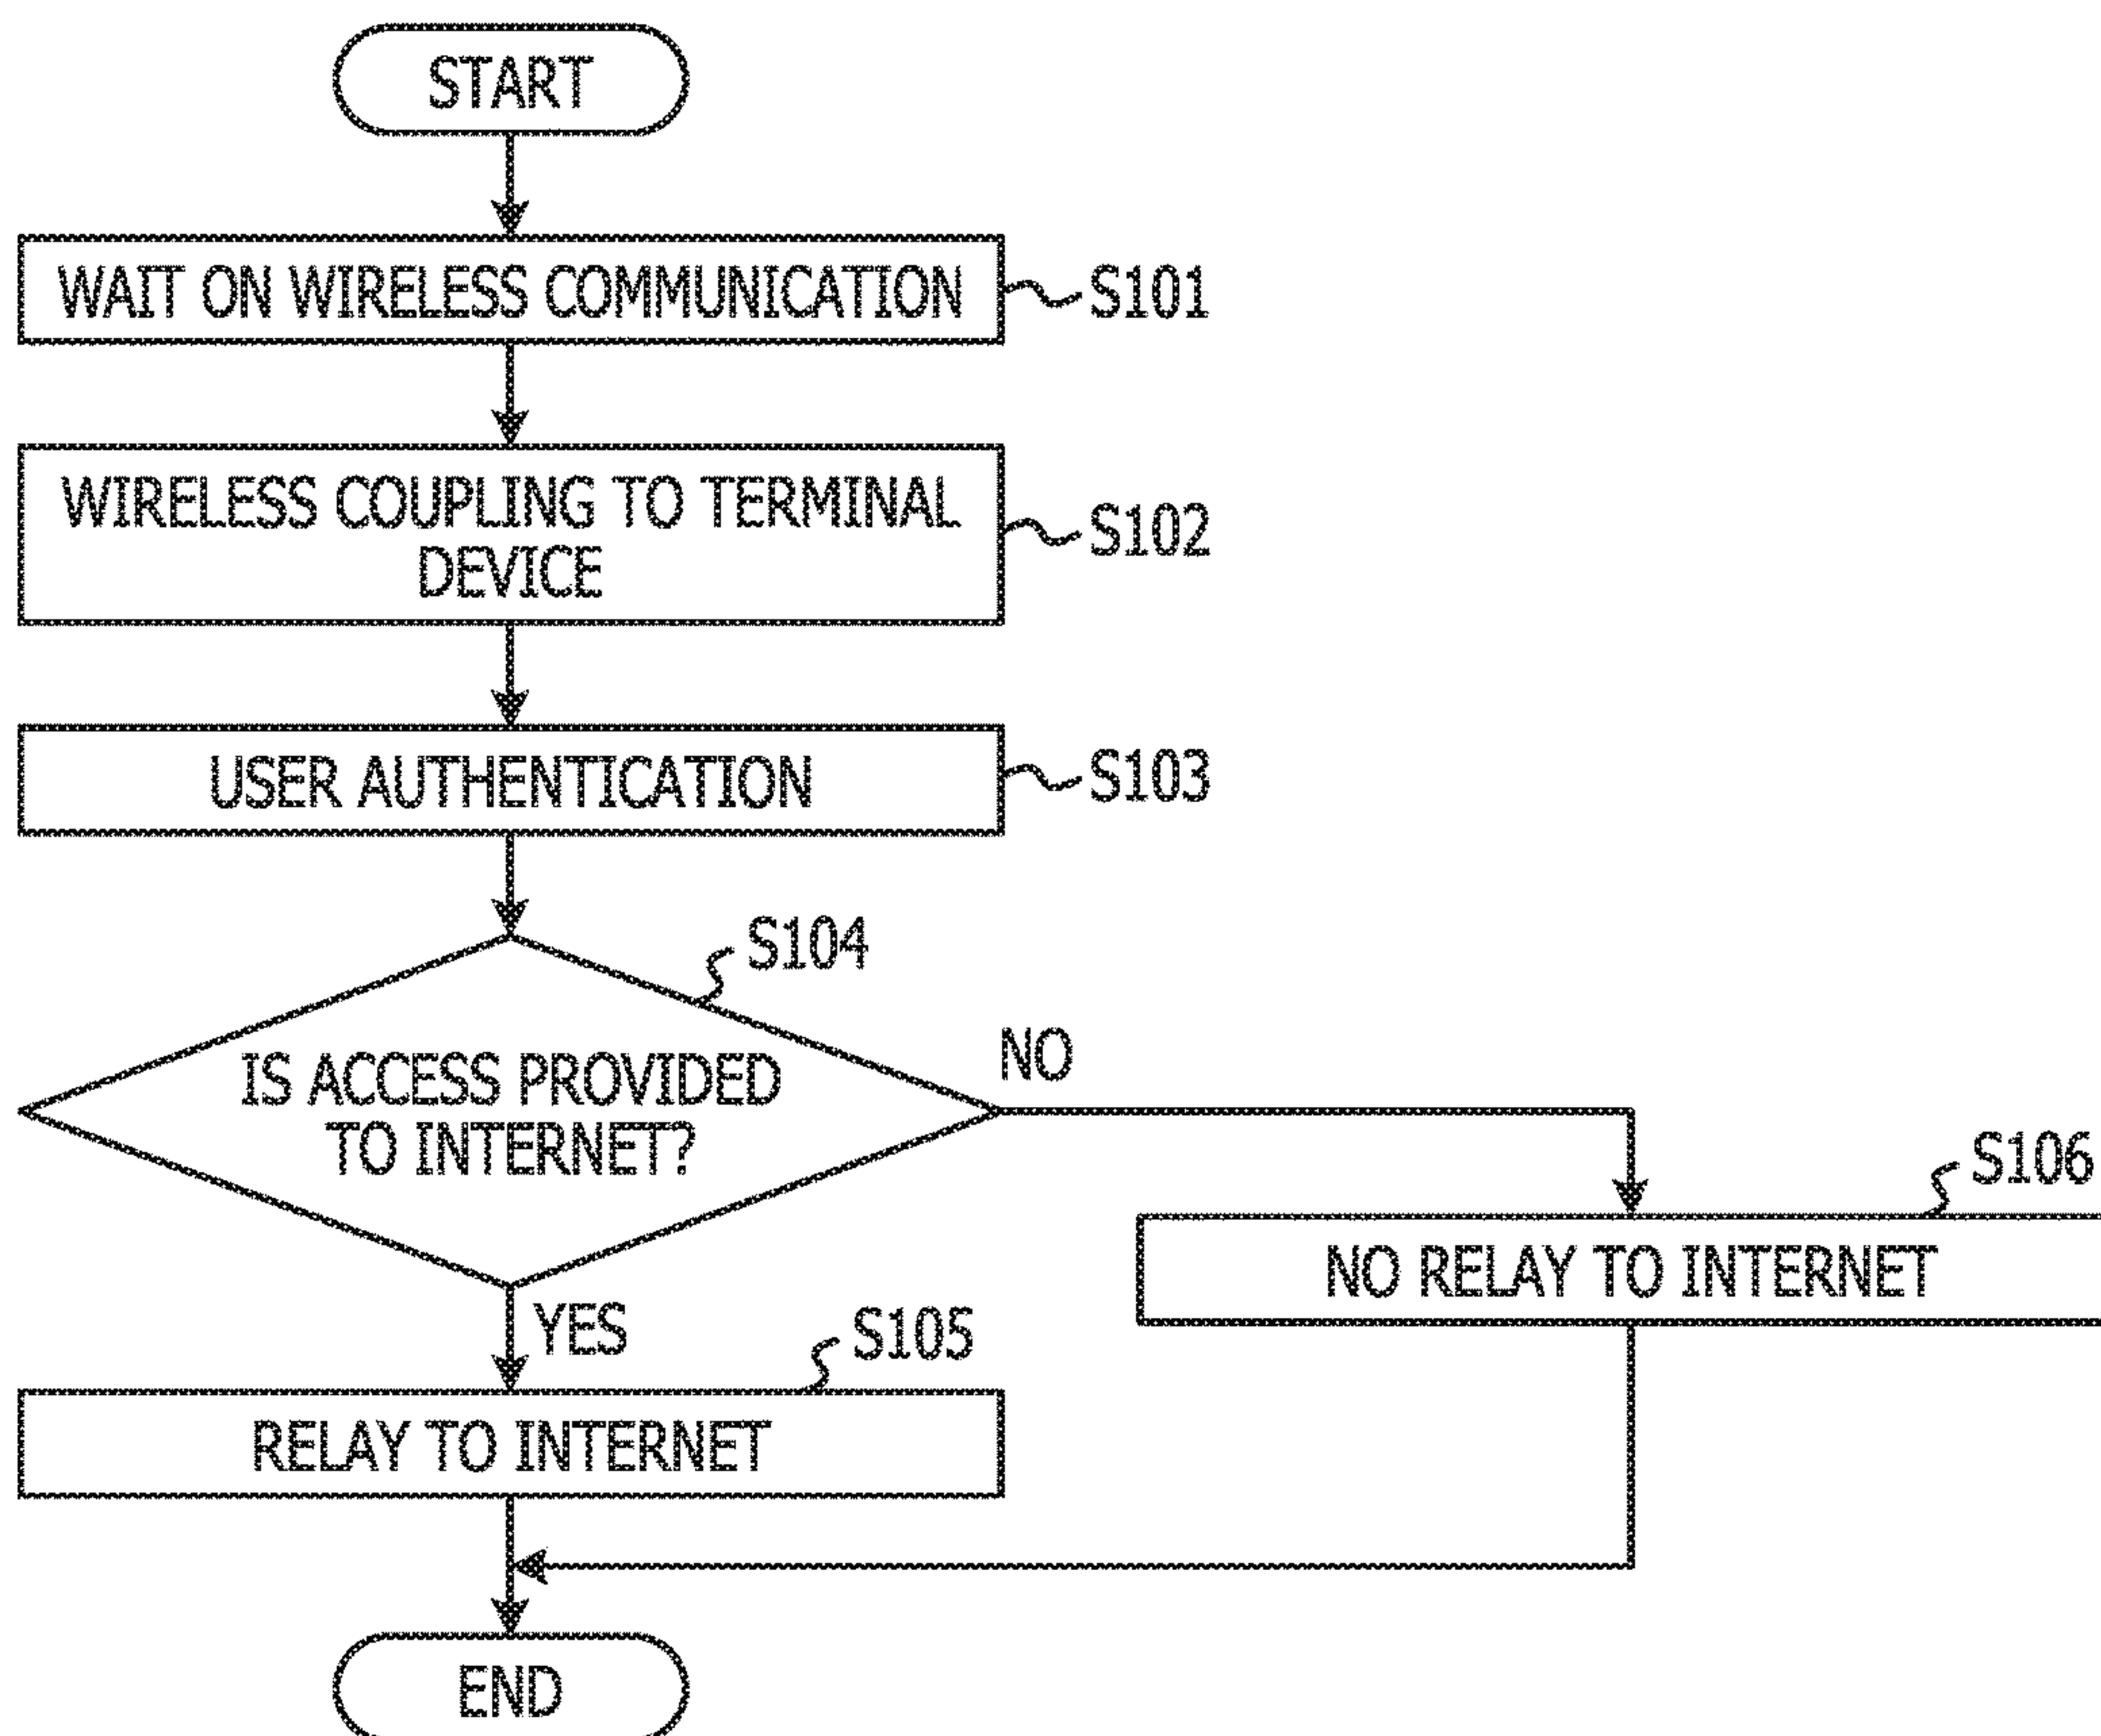 START
WAIT ON WIRELESS COMMUNICATION
S101
WIRELESS COUPLING TO TERMINAL
DEVICE
S102
USER AUTHENTICATION
S103
S104
IS ACCESS PROVIDED
TO INTERNET?
NO
S106
NO RELAY TO INTERNET
YES
S105
RELAY TO INTERNET
END